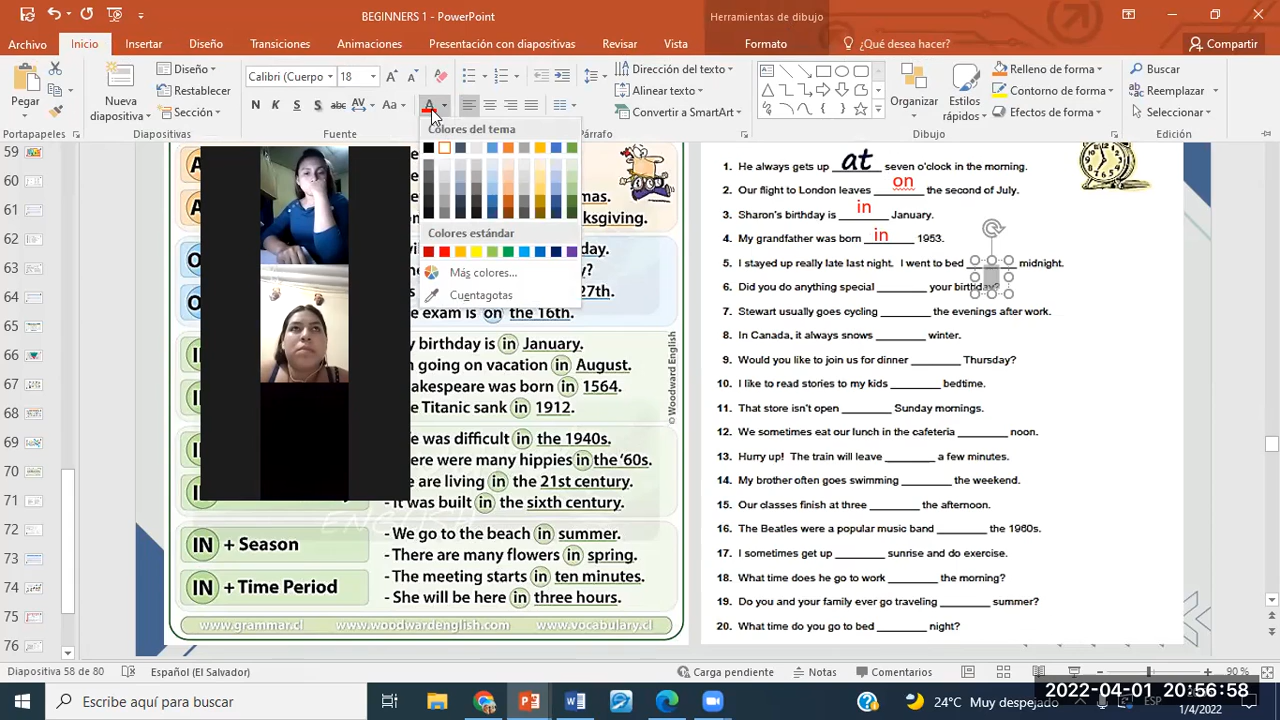 BEGINNERS 1 - PowerPoint
Herramientas de dibujo
Archivo Inicio Insertar Diseño Transiciones Animaciones Presentación con diapositivas Revisar Vista Formato ¿Qué desea hacer? Compartir
Pegar
Nueva diapositiva
Diseño
Restablecer
Sección
Calibri (Cuerpo 18
N K S S abc AV Aa A
Dirección del texto
Alinear texto
Convertir a SmartArt
Organizar
Estilos rápidos
Relleno de forma
Contorno de forma
Efectos de forma
Buscar
Reemplazar
Seleccionar
Portapapeles Diapositivas Fuente Párrafo Dibujo Edición
Colores del tema
Colores estándar
Más colores...
Cuentagotas
59
60
61
62
63
64
65
66
67
68
69
70
71
72
73
74
75
76
27th.
e exam is on the 16th.
birthday is in January.
going on vacation in August.
akespeare was born in 1564.
e Titanic sank in 1912.
was difficult in the 1940s.
ere were many hippies in the '60s.
are living in the 21st century.
- It was built in the sixth century.
IN + Season
- We go to the beach in summer.
- There are many flowers in spring.
IN + Time Period
- The meeting starts in ten minutes.
- She will be here in three hours.
www.grammar.cl www.woodwardenglish.com www.vocabulary.cl
© Woodward English
1. He always gets up at seven o'clock in the morning.
2. Our flight to London leaves on the second of July.
3. Sharon's birthday is in January.
4. My grandfather was born in 1953.
5. I stayed up really late last night. I went to bed ________ midnight.
6. Did you do anything special ________ your birthday?
7. Stewart usually goes cycling ________ the evenings after work.
8. In Canada, it always snows ________ winter.
9. Would you like to join us for dinner ________ Thursday?
10. I like to read stories to my kids ________ bedtime.
11. That store isn't open ________ Sunday mornings.
12. We sometimes eat our lunch in the cafeteria ________ noon.
13. Hurry up! The train will leave ________ a few minutes.
14. My brother often goes swimming ________ the weekend.
15. Our classes finish at three ________ the afternoon.
16. The Beatles were a popular music band ________ the 1960s.
17. I sometimes get up ________ sunrise and do exercise.
18. What time does he go to work ________ the morning?
19. Do you and your family ever go traveling ________ summer?
20. What time do you go to bed ________ night?
Diapositiva 58 de 80 Español (El Salvador) Carga pendiente Notas Comentarios 90 %
Escribe aquí para buscar
24°C Muy despejado
ESP
2022-04-01 20:56:58
1/4/2022